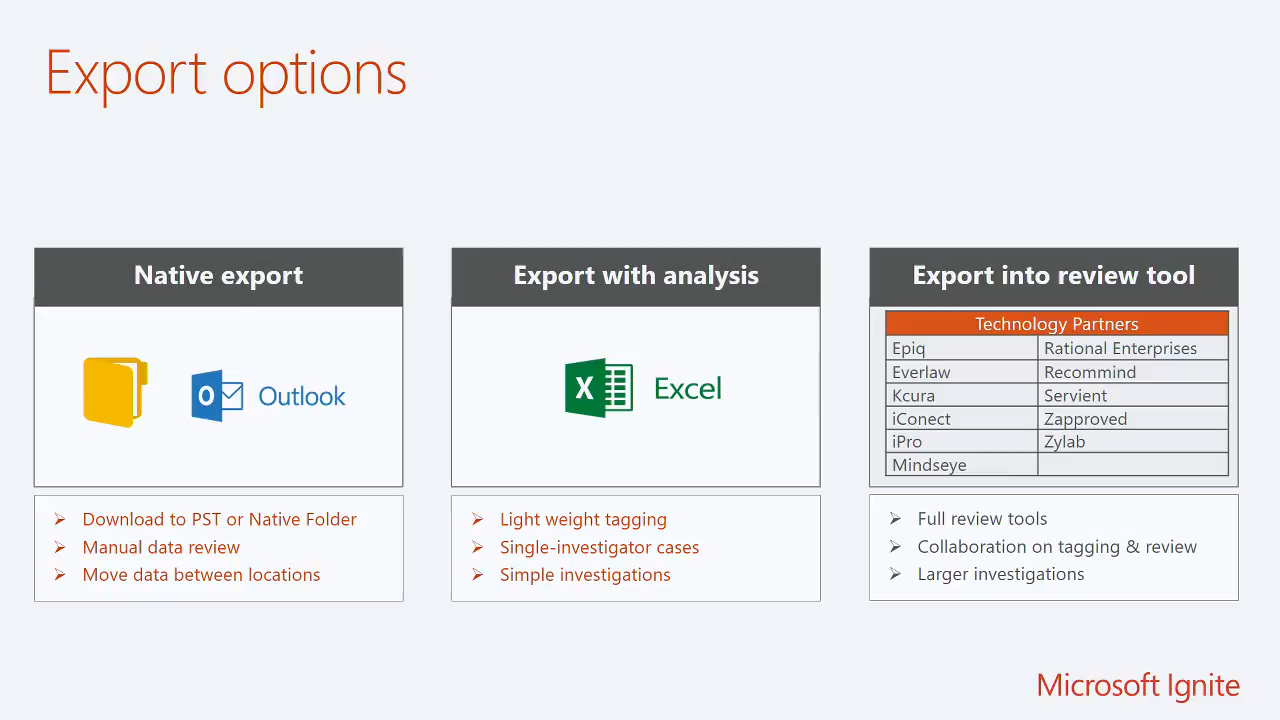 Export options
Native export
Outlook
Download to PST or Native Folder
Manual data review
Move data between locations
Export with analysis
Excel
Light weight tagging
Single-investigator cases
Simple investigations
Export into review tool
Technology Partners
Epiq Rational Enterprises
Everlaw Recommind
Kcura Servient
iConect Zapproved
iPro Zylab
Mindseye
Full review tools
Collaboration on tagging & review
Larger investigations
Microsoft Ignite